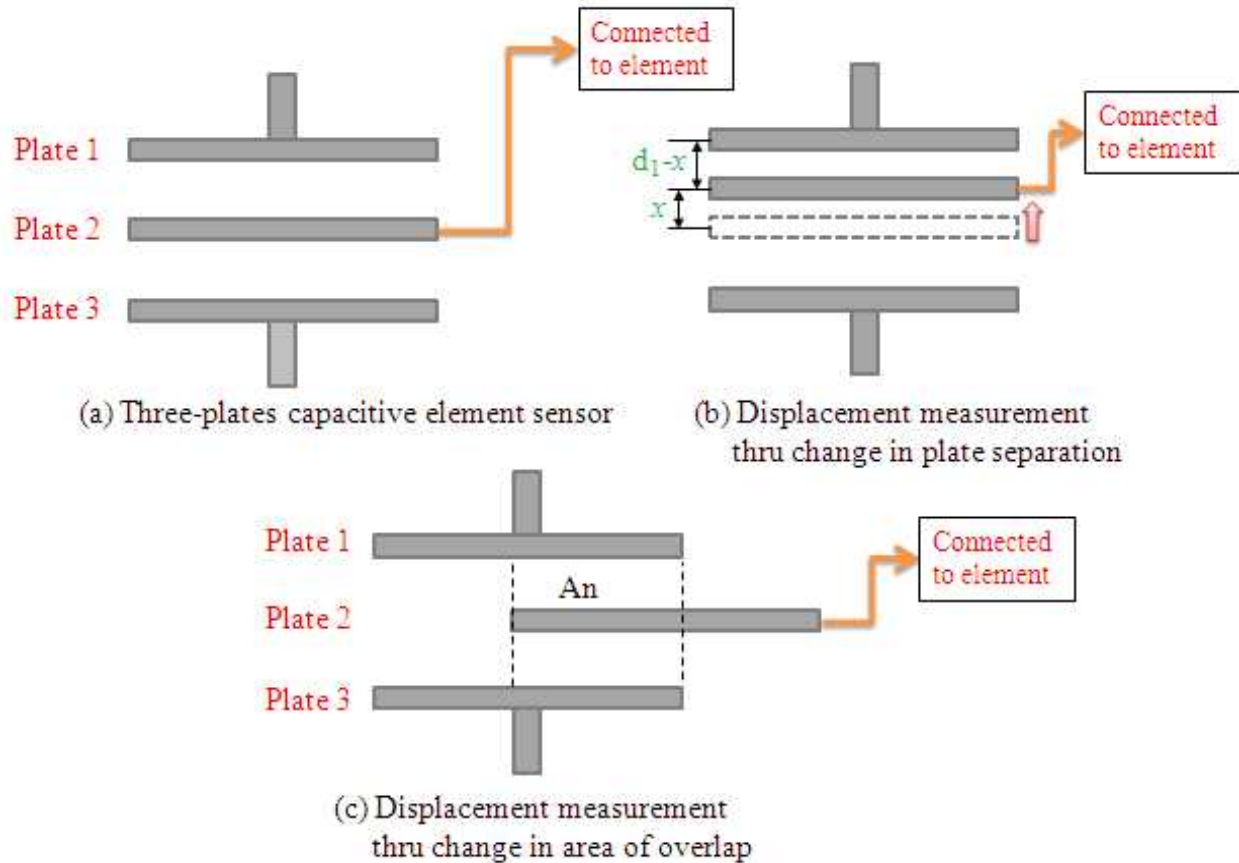 Connected
to element
Plate 1
Plate 2
Plate 3
(a) Three-plates capacitive element sensor
Connected
to element
d₁-x
x
(b) Displacement measurement
thru change in plate separation
Plate 1
An
Plate 2
Plate 3
Connected
to element
(c) Displacement measurement
thru change in area of overlap